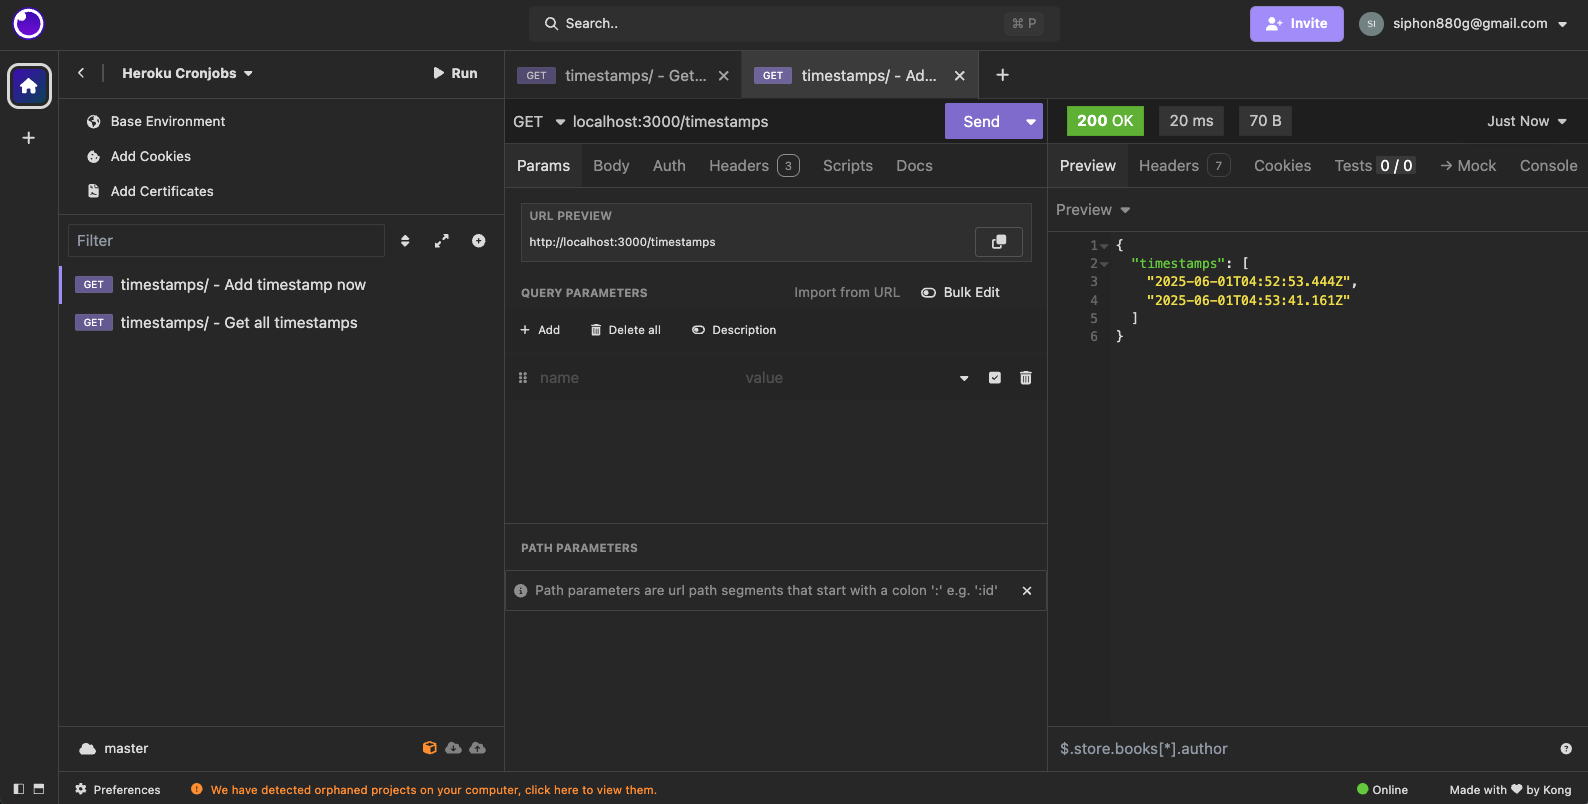 Search..
⌘ P
Invite
SI
siphon880g@gmail.com
Heroku Cronjobs
Run
Base Environment
Add Cookies
Add Certificates
Filter
GET timestamps/ - Add timestamp now
GET timestamps/ - Get all timestamps
master
GET timestamps/ - Get...
GET timestamps/ - Ad...
GET localhost:3000/timestamps
Send
Params Body Auth Headers 3 Scripts Docs
URL PREVIEW
http://localhost:3000/timestamps
QUERY PARAMETERS
Import from URL
Bulk Edit
Add
Delete all
Description
name
value
PATH PARAMETERS
Path parameters are url path segments that start with a colon ':' e.g. ':id'
200 OK
20 ms
70 B
Just Now
Preview Headers 7 Cookies Tests 0 / 0 → Mock Console
Preview
1 {
2 "timestamps": [
3 "2025-06-01T04:52:53.444Z",
4 "2025-06-01T04:53:41.161Z"
5 ]
6 }
$.store.books[*].author
Preferences
We have detected orphaned projects on your computer, click here to view them.
Online
Made with ♥ by Kong